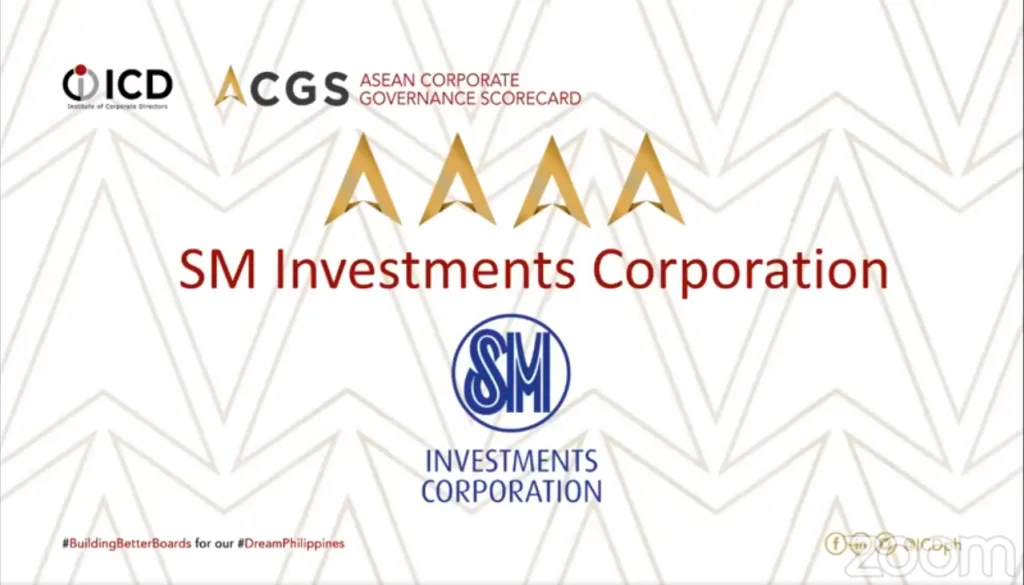 ICD
Institute of Corporate Directors
ACGS
ASEAN CORPORATE
GOVERNANCE SCORECARD
SM Investments Corporation
SM
INVESTMENTS
CORPORATION
#BuildingBetterBoards for our #DreamPhilippines
@ICDph
zoom